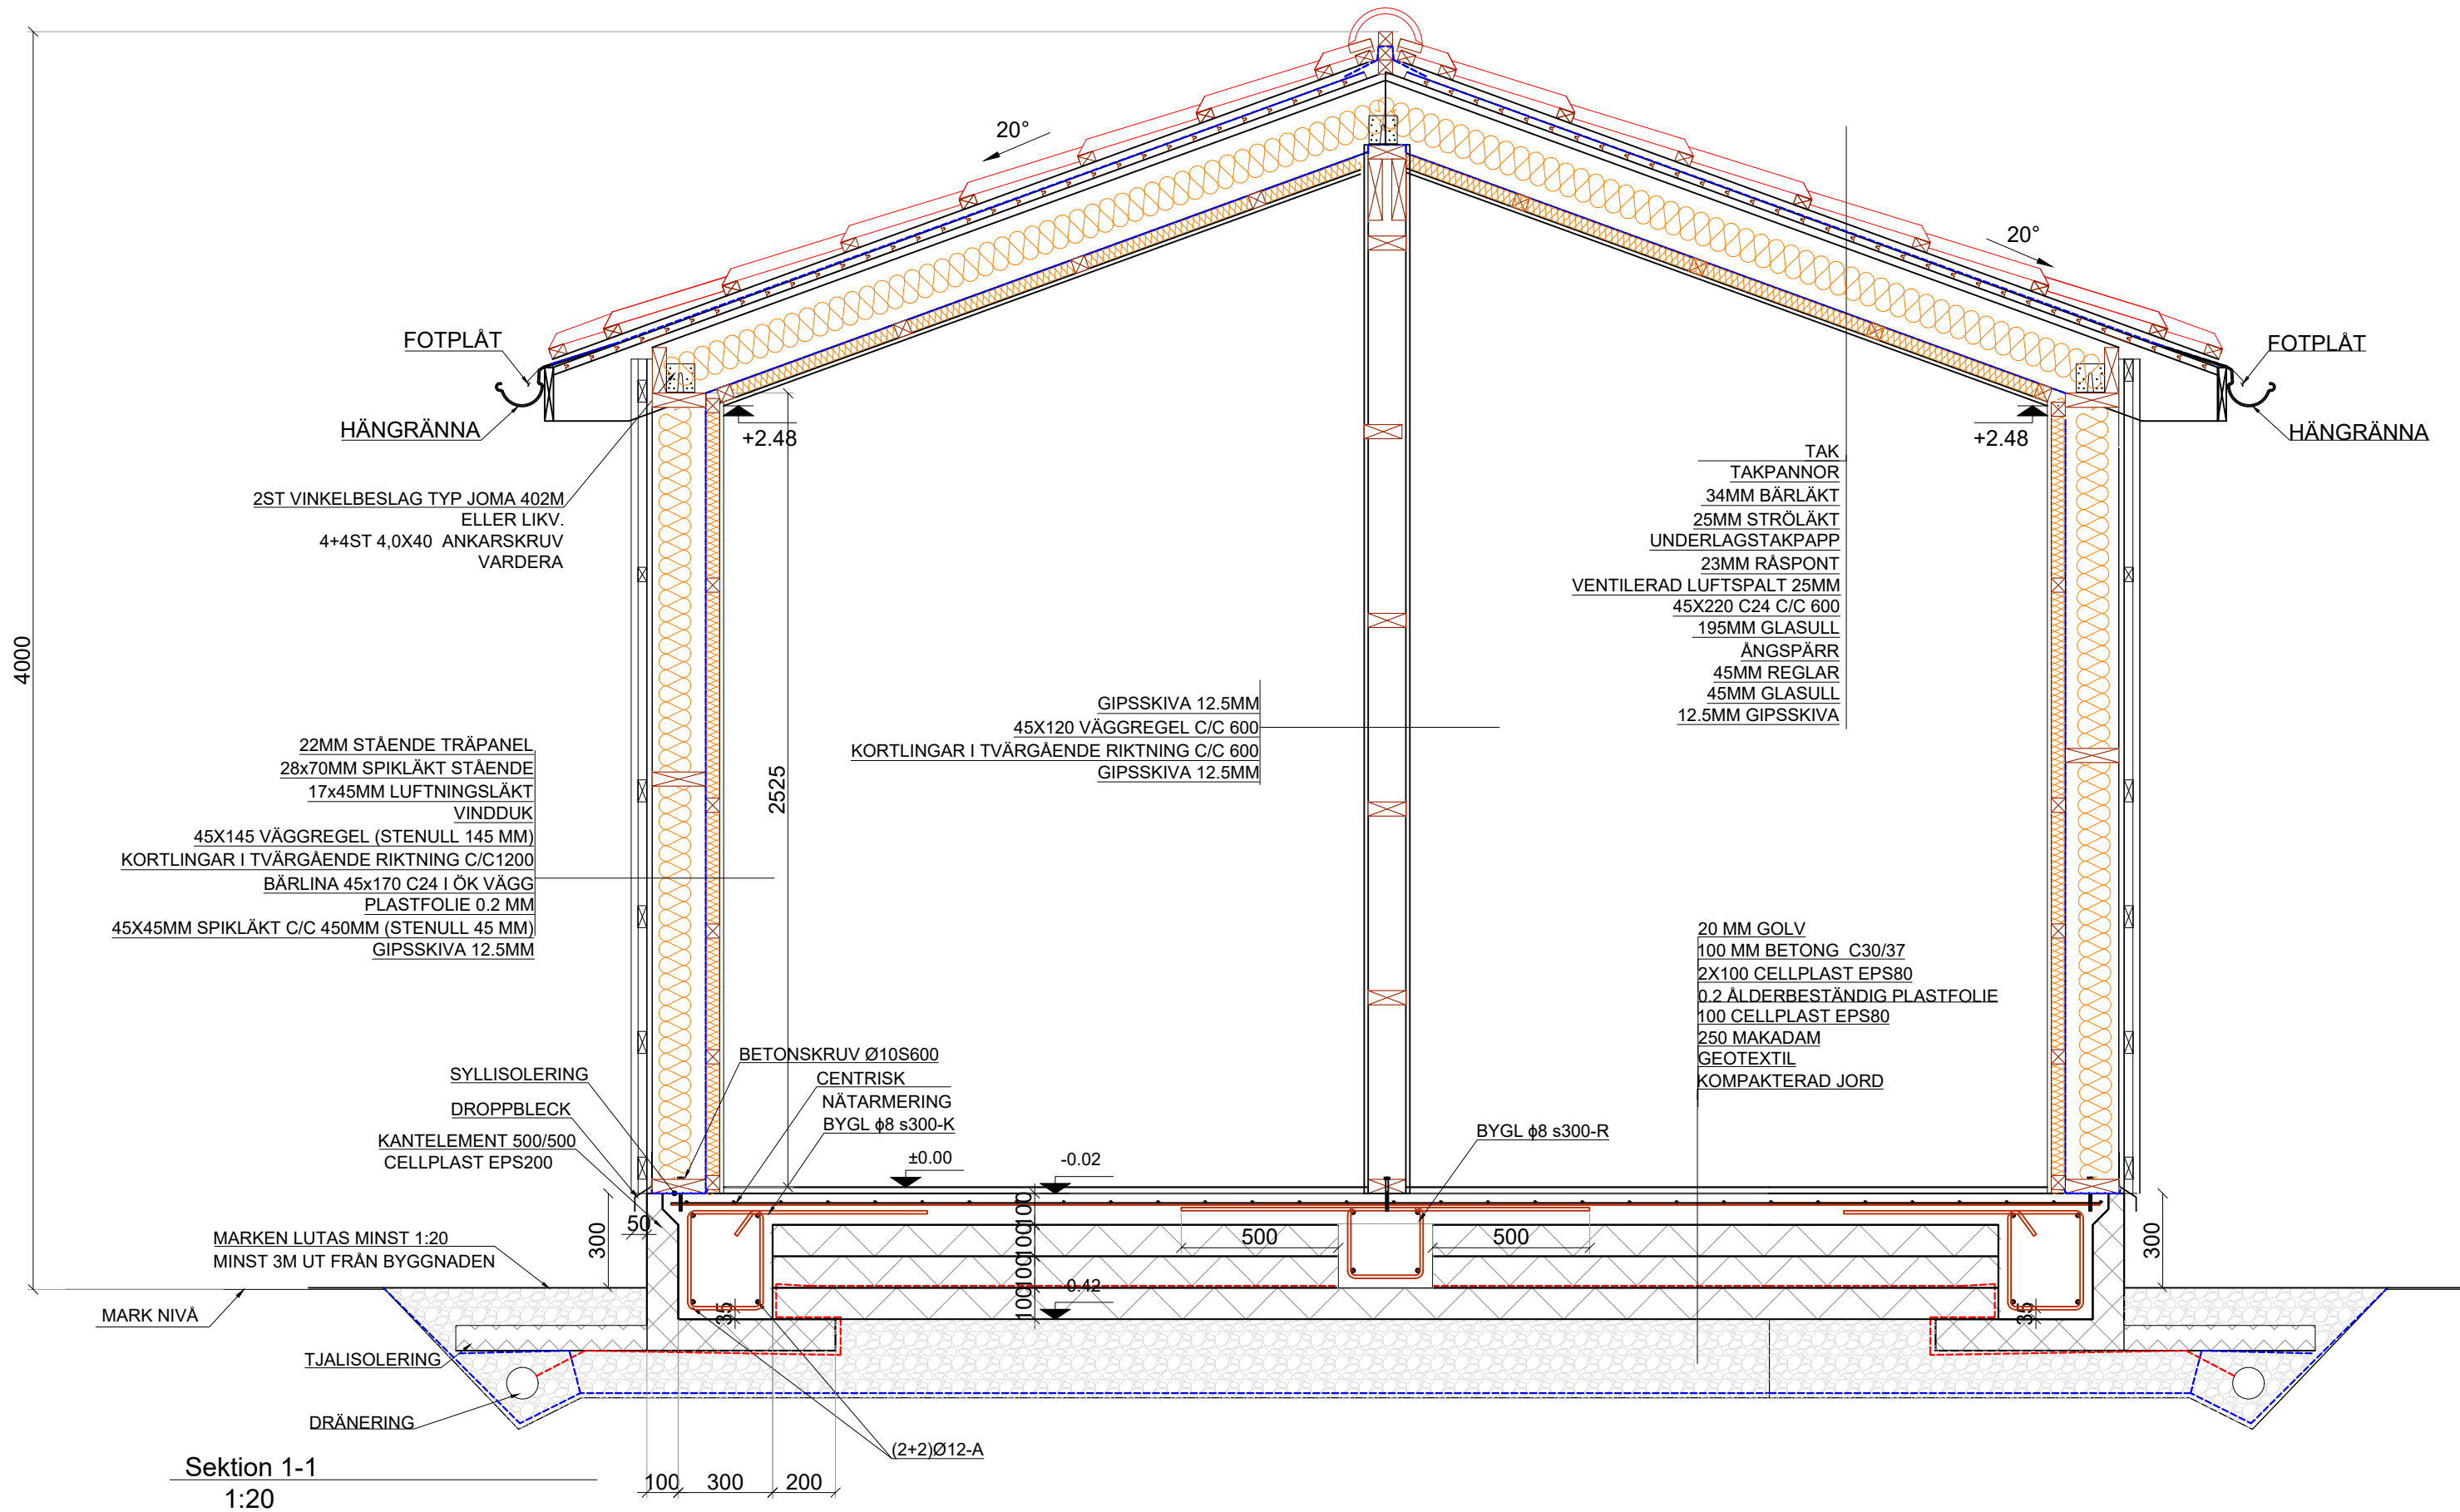 20°
20°
FOTPLÅT
HÄNGRÄNNA
FOTPLÅT
HÄNGRÄNNA
+2.48
+2.48
2ST VINKELBESLAG TYP JOMA 402M
ELLER LIKV.
4+4ST 4,0X40 ANKARSKRUV
VARDERA
TAK
TAKPANNOR
34MM BÄRLÄKT
25MM STRÖLÄKT
UNDERLAGSTAKPAPP
23MM RÅSPONT
VENTILERAD LUFTSPALT 25MM
45X220 C24 C/C 600
195MM GLASULL
ÅNGSPÄRR
45MM REGLAR
45MM GLASULL
12.5MM GIPSSKIVA
4000
2525
GIPSSKIVA 12.5MM
45X120 VÄGGREGEL C/C 600
KORTLINGAR I TVÄRGÅENDE RIKTNING C/C 600
GIPSSKIVA 12.5MM
22MM STÅENDE TRÄPANEL
28x70MM SPIKLÄKT STÅENDE
17x45MM LUFTNINGSLÄKT
VINDDUK
45X145 VÄGGREGEL (STENULL 145 MM)
KORTLINGAR I TVÄRGÅENDE RIKTNING C/C1200
BÄRLINA 45x170 C24 I ÖK VÄGG
PLASTFOLIE 0.2 MM
45X45MM SPIKLÄKT C/C 450MM (STENULL 45 MM)
GIPSSKIVA 12.5MM
20 MM GOLV
100 MM BETONG C30/37
2X100 CELLPLAST EPS80
0.2 ÅLDERBESTÄNDIG PLASTFOLIE
100 CELLPLAST EPS80
250 MAKADAM
GEOTEXTIL
KOMPAKTERAD JORD
BETONSKRUV Ø10S600
CENTRISK
NÄTARMERING
BYGL ϕ8 s300-K
SYLLISOLERING
DROPPBLECK
KANTELEMENT 500/500
CELLPLAST EPS200
BYGL ϕ8 s300-R
±0.00
-0.02
50
300
100
100
100
100
500
500
300
MARKEN LUTAS MINST 1:20
MINST 3M UT FRÅN BYGGNADEN
-0.42
35
35
MARK NIVÅ
TJALISOLERING
DRÄNERING
(2+2)Ø12-A
100
300
200
Sektion 1-1
1:20